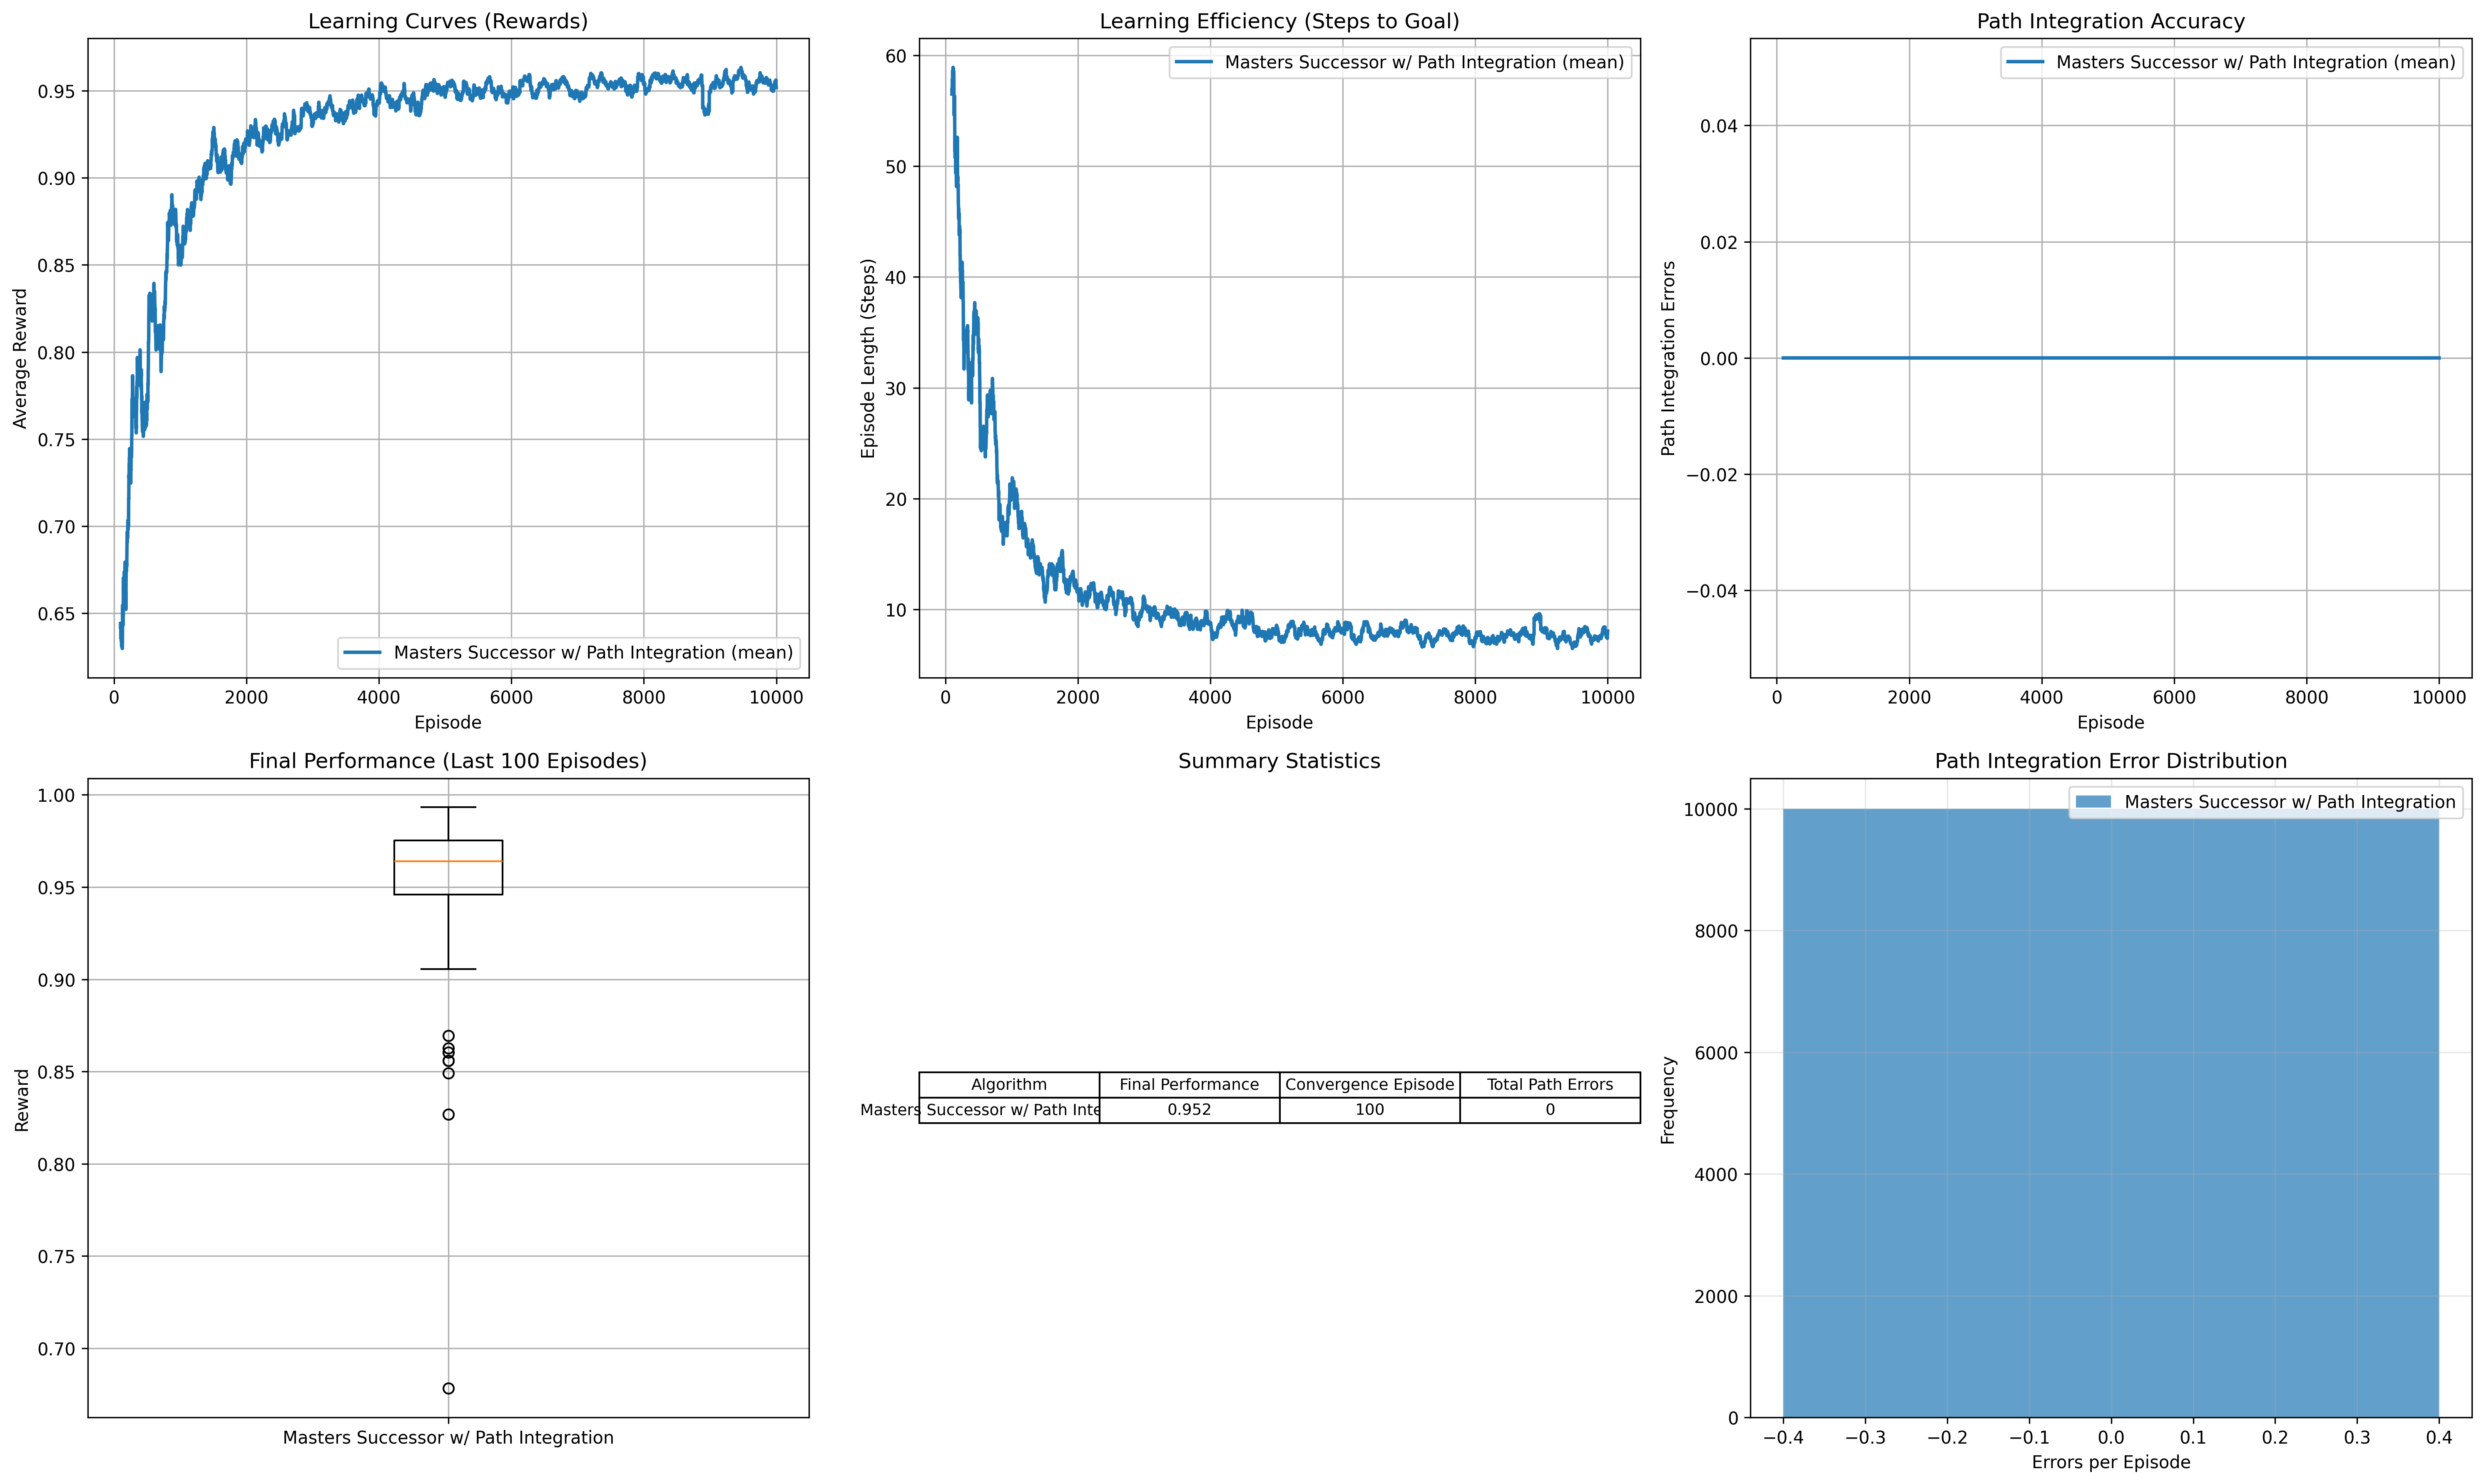 Learning Curves (Rewards)
Average Reward
0.95
0.90
0.85
0.80
0.75
0.70
0.65
Masters Successor w/ Path Integration (mean)
0 2000 4000 6000 8000 10000
Episode
Learning Efficiency (Steps to Goal)
Episode Length (Steps)
60
50
40
30
20
10
Masters Successor w/ Path Integration (mean)
0 2000 4000 6000 8000 10000
Episode
Path Integration Accuracy
Path Integration Errors
0.04
0.02
0.00
−0.02
−0.04
Masters Successor w/ Path Integration (mean)
0 2000 4000 6000 8000 10000
Episode
Final Performance (Last 100 Episodes)
Reward
1.00
0.95
0.90
0.85
0.80
0.75
0.70
Masters Successor w/ Path Integration
Summary Statistics
Algorithm Final Performance Convergence Episode Total Path Errors
Masters Successor w/ Path Inte 0.952 100 0
Path Integration Error Distribution
Frequency
10000
8000
6000
4000
2000
0
Masters Successor w/ Path Integration
−0.4 −0.3 −0.2 −0.1 0.0 0.1 0.2 0.3 0.4
Errors per Episode